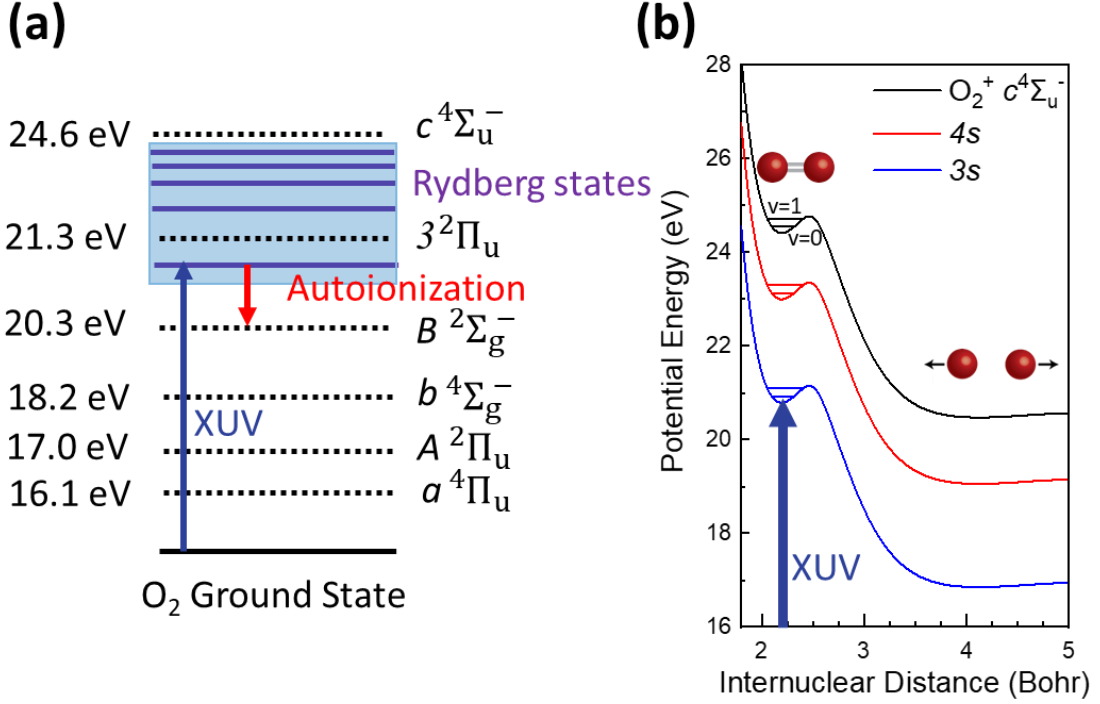 (a)
24.6 eV c ⁴Σᵤ⁻
Rydberg states
21.3 eV 3 ²Πᵤ
Autoionization
20.3 eV B ²Σg⁻
18.2 eV b ⁴Σg⁻
XUV
17.0 eV A ²Πᵤ
16.1 eV a ⁴Πᵤ
O₂ Ground State
(b)
28
26
24
22
20
18
16
Potential Energy (eV)
O₂⁺ c⁴Σᵤ⁻
4s
3s
v=1
v=0
XUV
2 3 4 5
Internuclear Distance (Bohr)